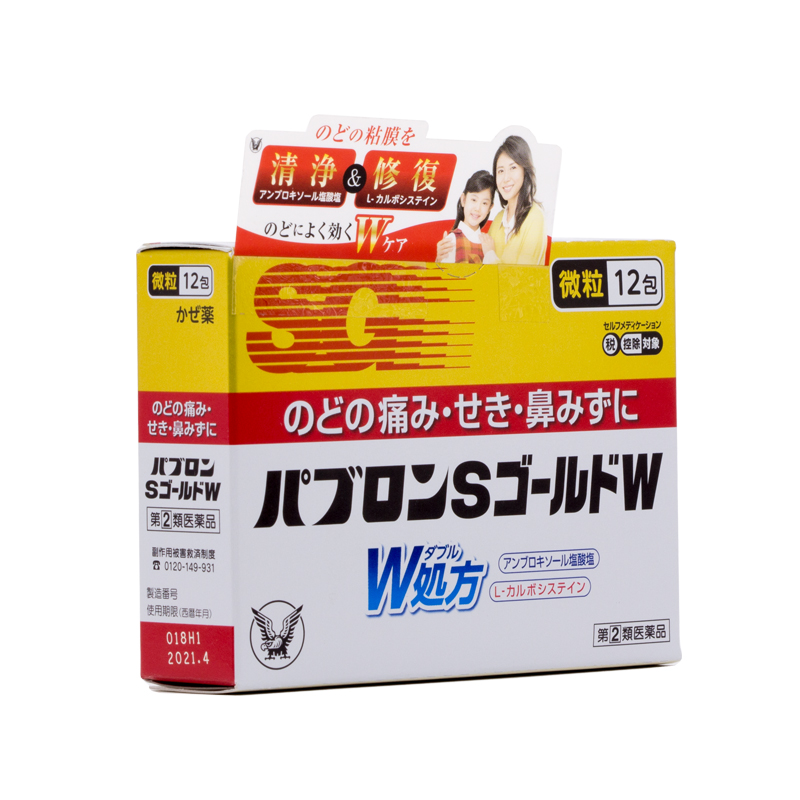 のどの粘膜を
清浄 & 修復
アンブロキソール塩酸塩 L-カルボシステイン
のどによく効く Wケア
微粒 12包
かぜ薬
のどの痛み・
せき・鼻みずに
パブロン
SゴールドW
指定第②類医薬品
副作用被害救済制度
☎ 0120-149-931
製造番号
使用期限(西暦年月)
018H1
2021.4
SG
微粒 12包
セルフメディケーション
税 控除 対象
のどの痛み・せき・鼻みずに
パブロンSゴールドW
ダブル
W処方
アンブロキソール塩酸塩
L-カルボシステイン
指②類医薬品